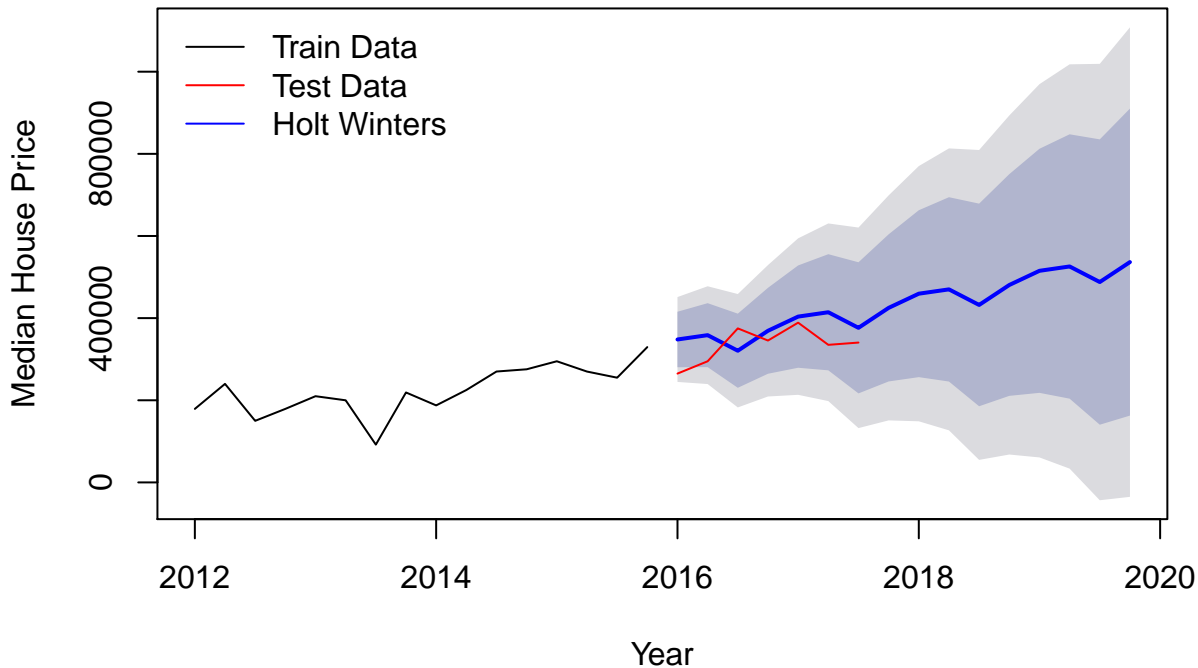 Train Data
Test Data
Holt Winters
Median House Price
800000
400000
0
2012 2014 2016 2018 2020
Year